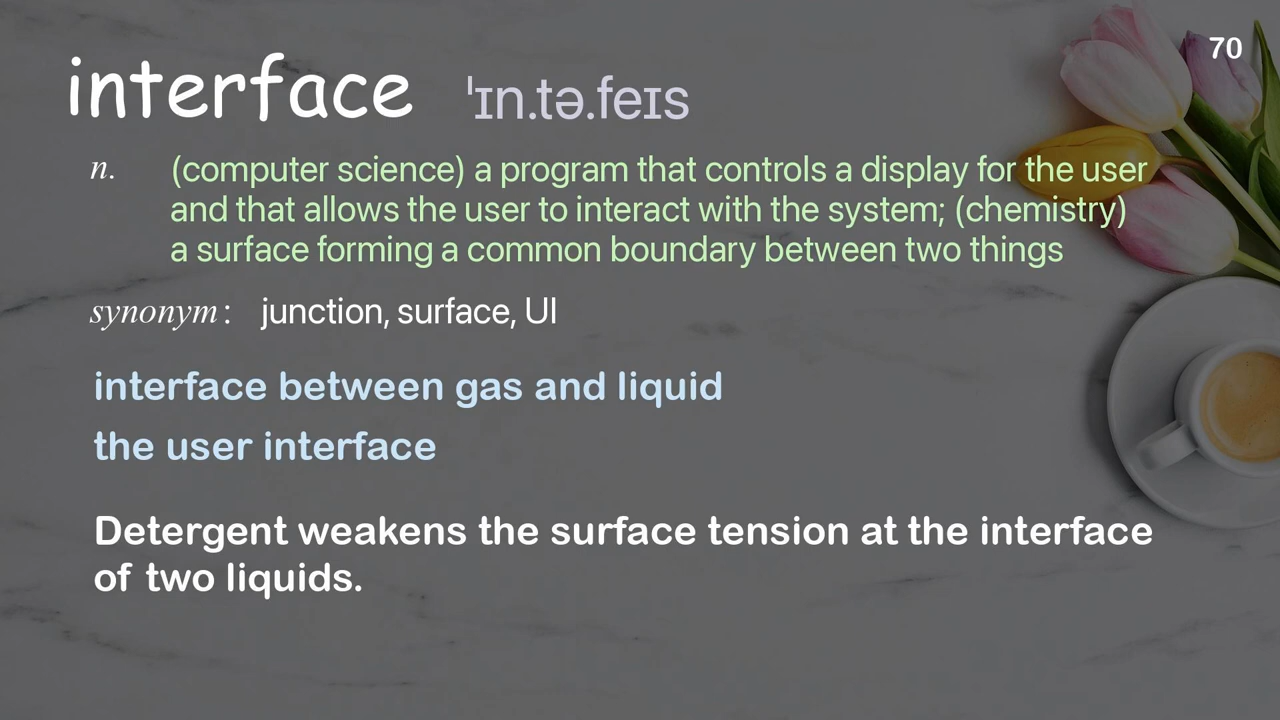 70
interface ˈɪn.tə.feɪs
n. (computer science) a program that controls a display for the user
and that allows the user to interact with the system; (chemistry)
a surface forming a common boundary between two things
synonym: junction, surface, UI
interface between gas and liquid
the user interface
Detergent weakens the surface tension at the interface
of two liquids.